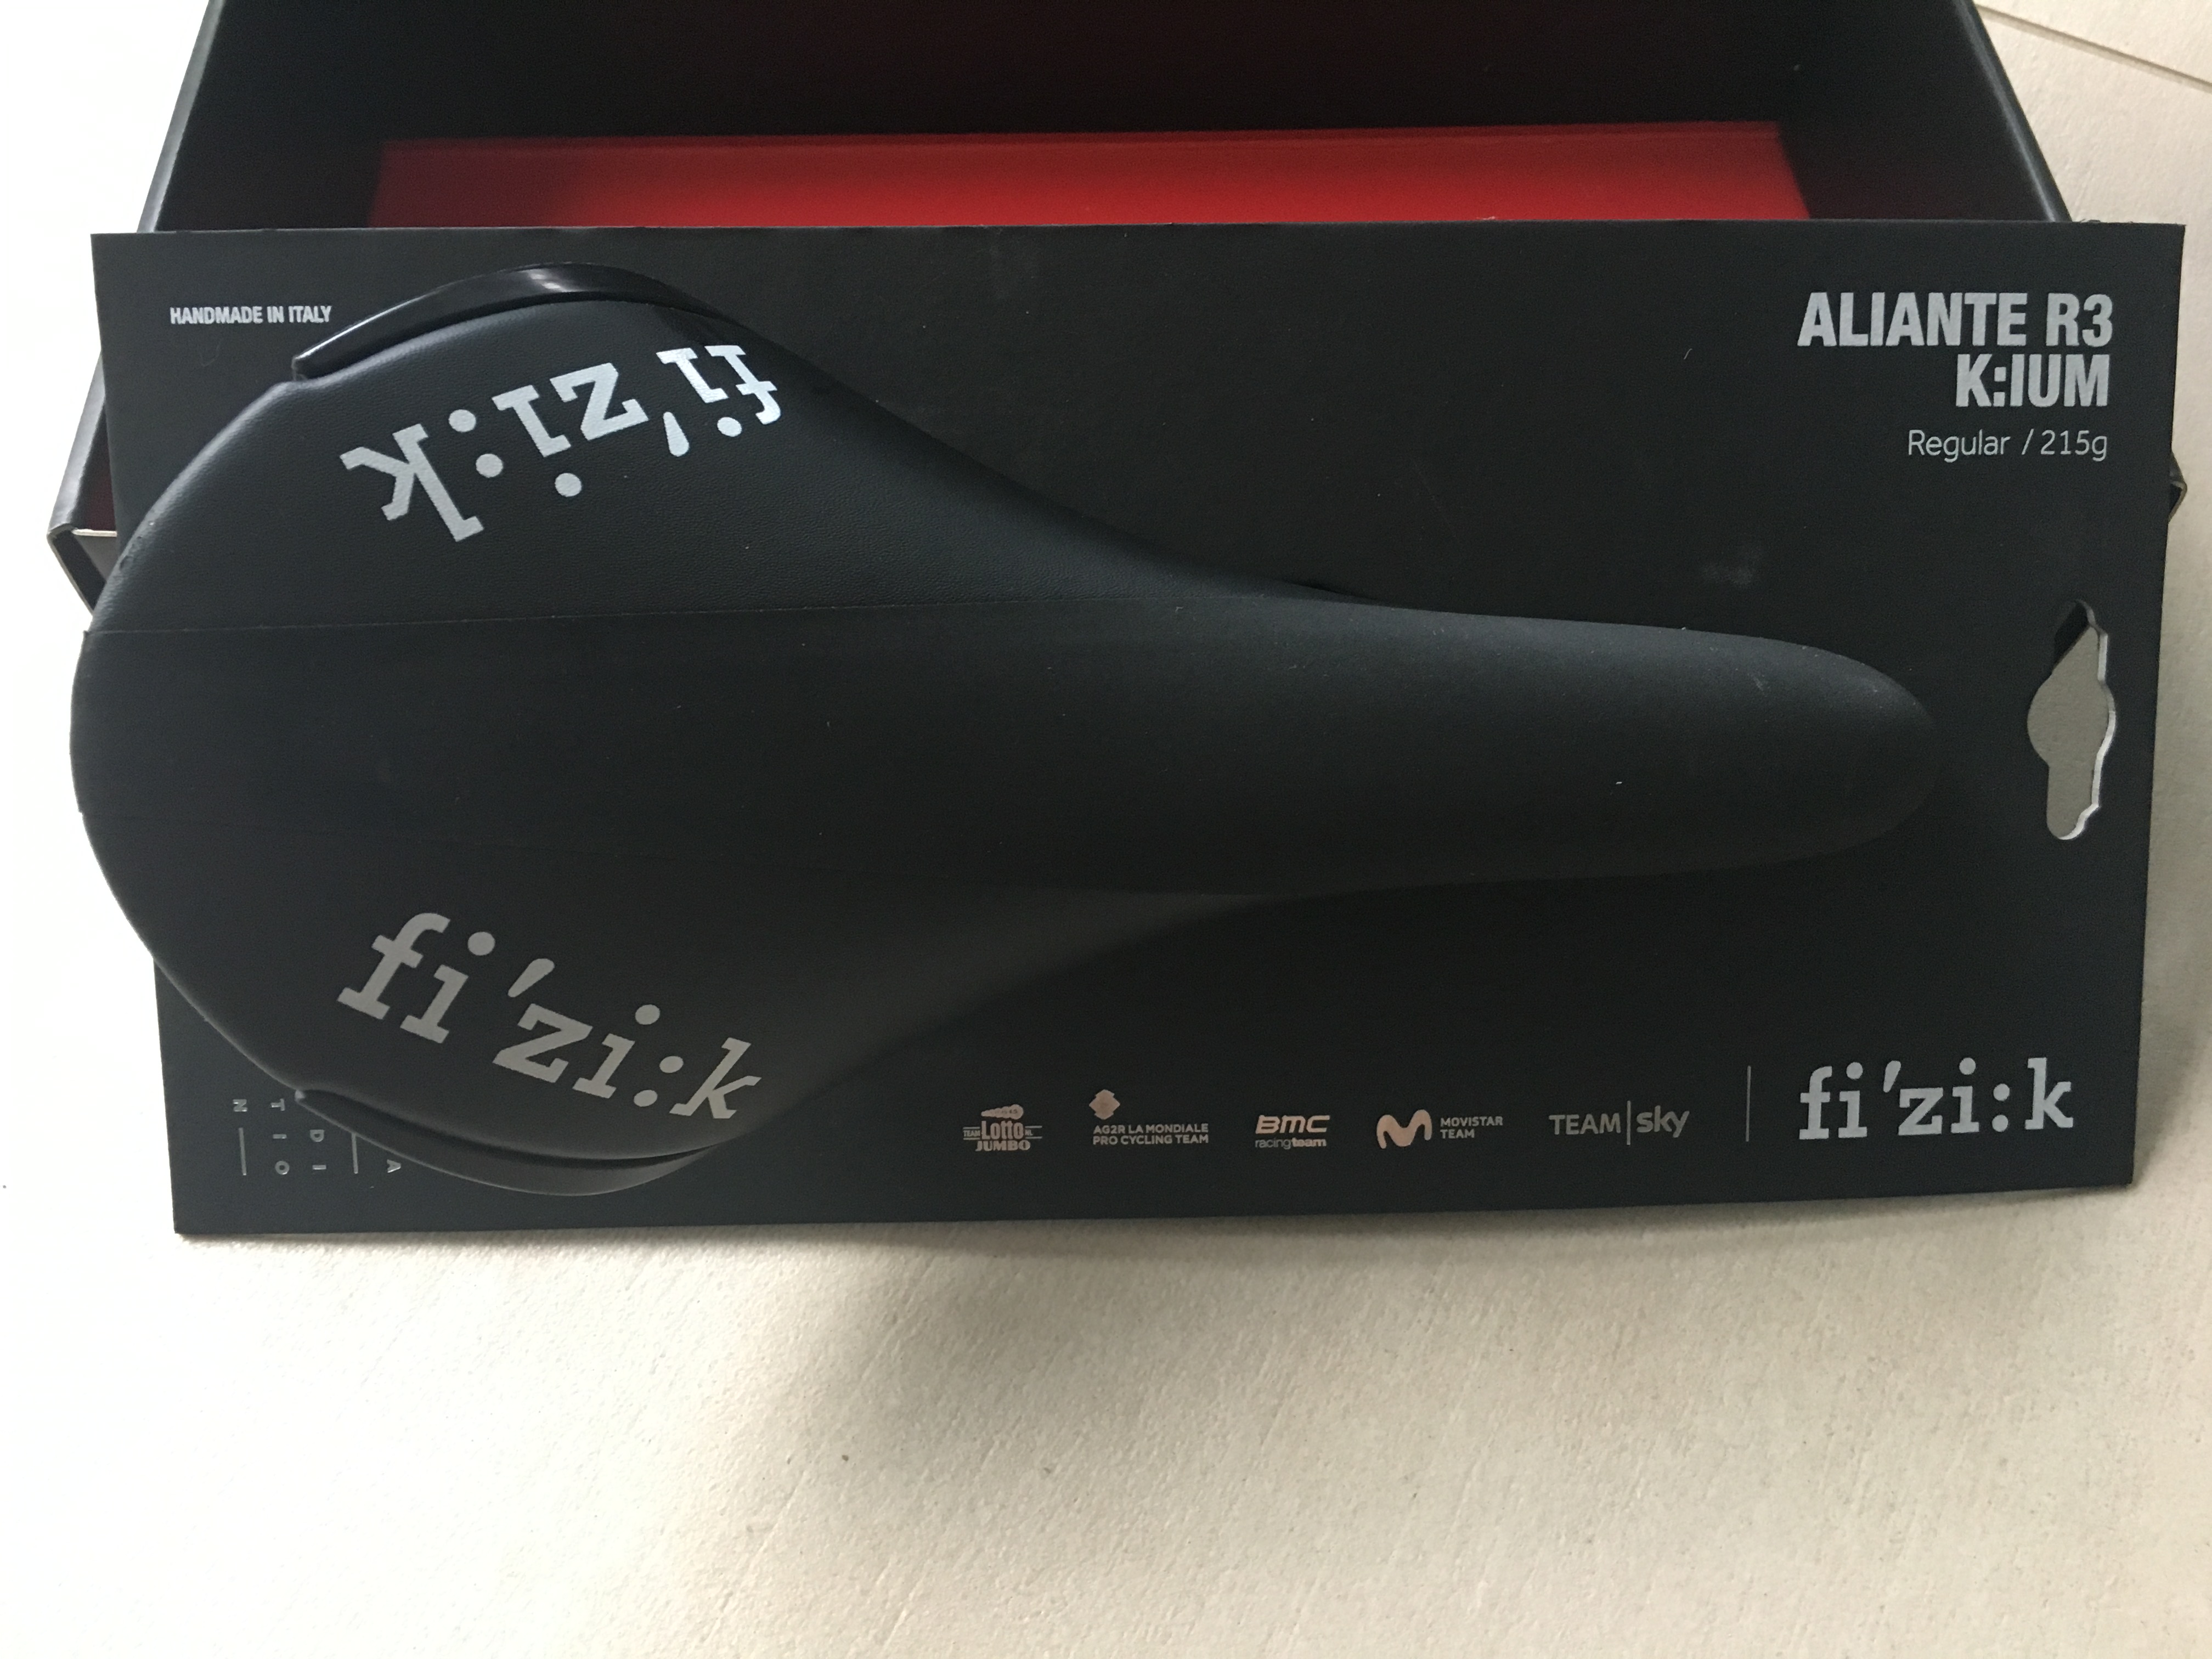 HANDMADE IN ITALY
ALIANTE R3
K:IUM
Regular / 215g
fi'zi:k
fi'zi:k
TEAM LOTTO NL
JUMBO
AG2R LA MONDIALE
PRO CYCLING TEAM
BMC
racingteam
MOVISTAR
TEAM
TEAM | sky
fi'zi:k